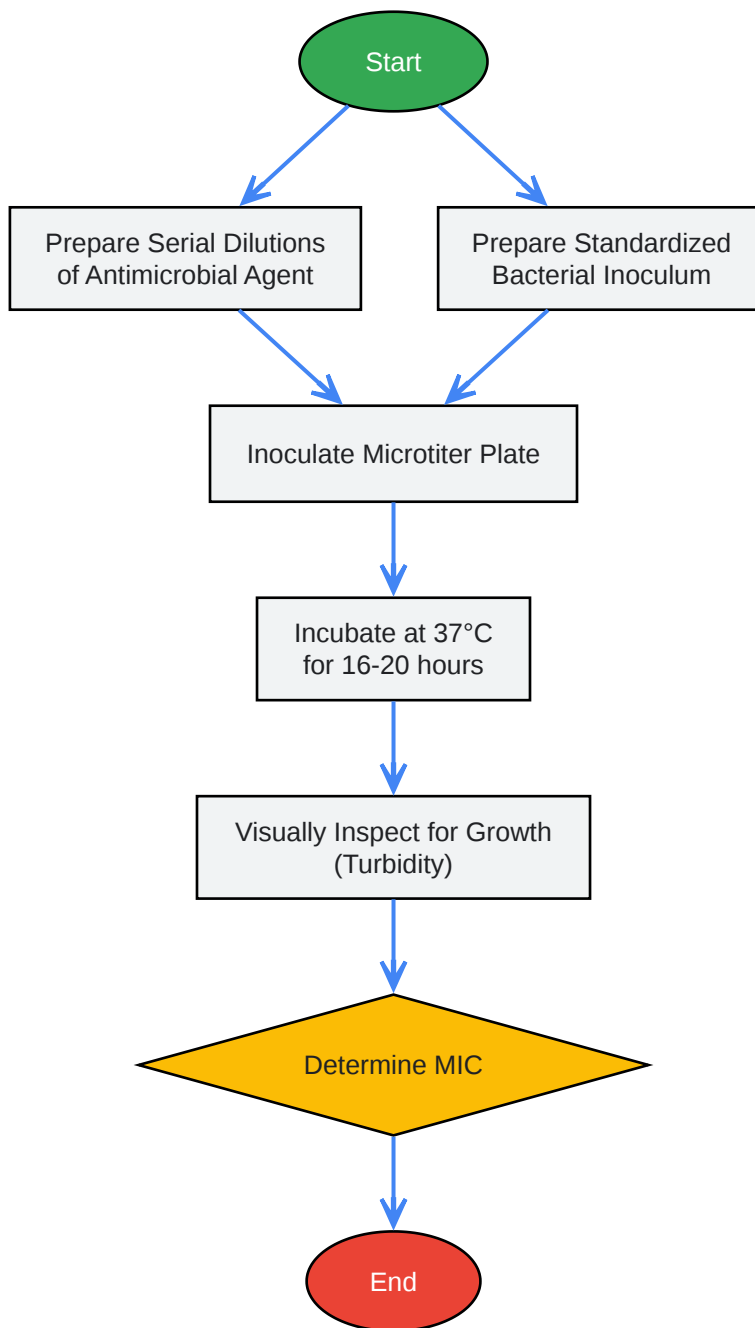 Start
Prepare Serial Dilutions
of Antimicrobial Agent
Prepare Standardized
Bacterial Inoculum
Inoculate Microtiter Plate
Incubate at 37°C
for 16-20 hours
Visually Inspect for Growth
(Turbidity)
Determine MIC
End